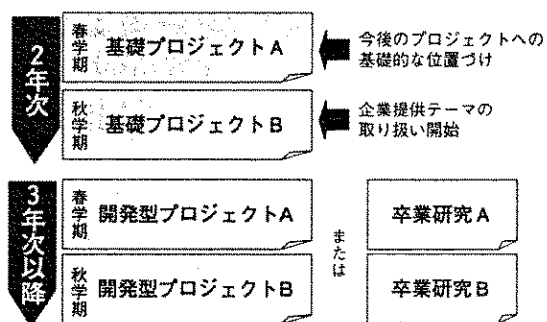 2年次
春学期
基礎プロジェクトA
今後のプロジェクトへの
基礎的な位置づけ
秋学期
基礎プロジェクトB
企業提供テーマの
取り扱い開始
3年次以降
春学期
開発型プロジェクトA
または
卒業研究A
秋学期
開発型プロジェクトB
卒業研究B